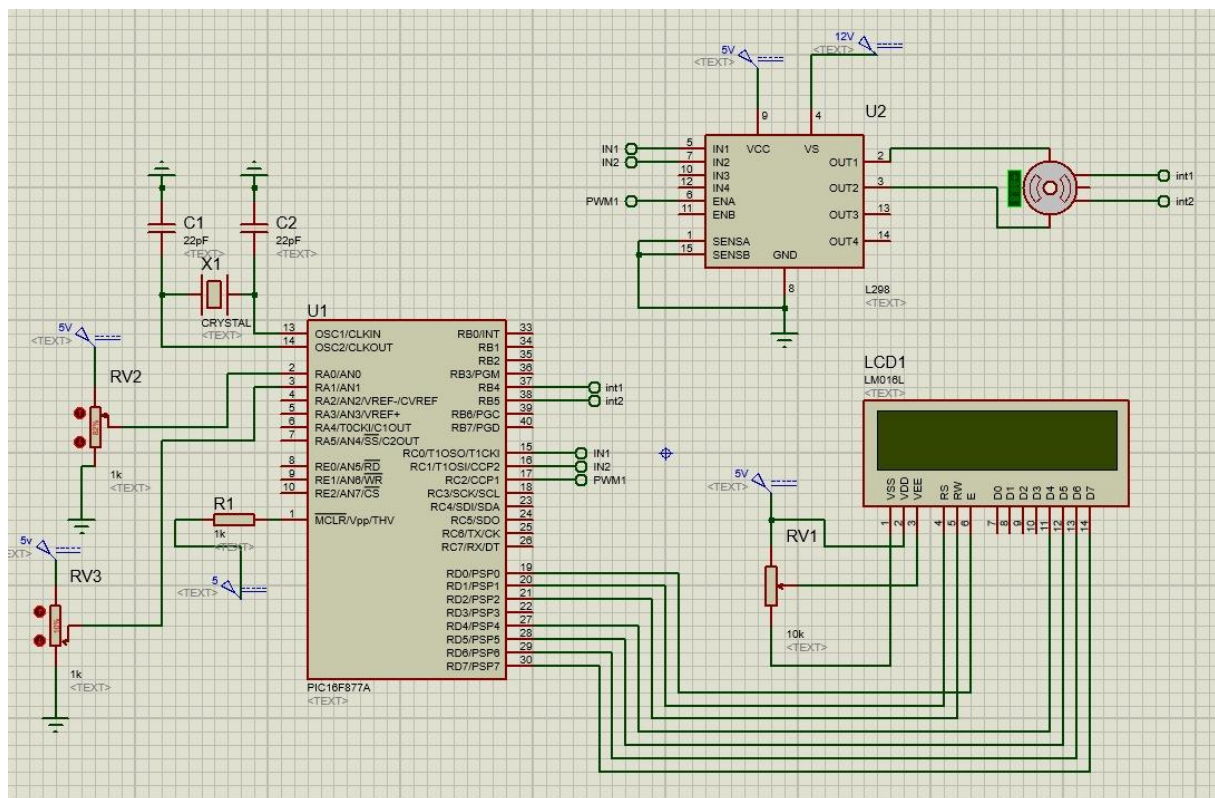 12V
<TEXT>
5V
<TEXT>
U2
9
4
IN1
IN2
PWM1
5
7
10
12
6
11
1
15
IN1
IN2
IN3
IN4
ENA
ENB
SENSA
SENSB
VCC
VS
GND
OUT1
OUT2
OUT3
OUT4
2
3
13
14
8
L298
<TEXT>
int1
int2
C1
22pF
<TEXT>
C2
22pF
<TEXT>
X1
CRYSTAL
<TEXT>
5V
<TEXT>
RV2
82%
1k
<TEXT>
R1
1k
<TEXT>
5
<TEXT>
5v
EXT>
RV3
1k
<TEXT>
U1
13 OSC1/CLKIN
14 OSC2/CLKOUT
2 RA0/AN0
3 RA1/AN1
4 RA2/AN2/VREF-/CVREF
5 RA3/AN3/VREF+
6 RA4/T0CKI/C1OUT
7 RA5/AN4/SS/C2OUT
8 RE0/AN5/RD
9 RE1/AN6/WR
10 RE2/AN7/CS
1 MCLR/Vpp/THV
RB0/INT 33
RB1 34
RB2 35
RB3/PGM 36
RB4 37
RB5 38
RB6/PGC 39
RB7/PGD 40
RC0/T1OSO/T1CKI 15
RC1/T1OSI/CCP2 16
RC2/CCP1 17
RC3/SCK/SCL 18
RC4/SDI/SDA 23
RC5/SDO 24
RC6/TX/CK 25
RC7/RX/DT 26
RD0/PSP0 19
RD1/PSP1 20
RD2/PSP2 21
RD3/PSP3 22
RD4/PSP4 27
RD5/PSP5 28
RD6/PSP6 29
RD7/PSP7 30
PIC16F877A
<TEXT>
int1
int2
IN1
IN2
PWM1
LCD1
LM016L
<TEXT>
VSS
VDD
VEE
RS
RW
E
D0
D1
D2
D3
D4
D5
D6
D7
1
2
3
4
5
6
7
8
9
10
11
12
13
14
5V
<TEXT>
RV1
10k
<TEXT>